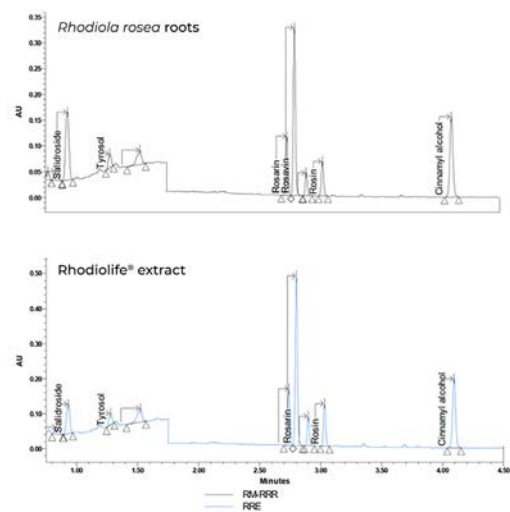 Rhodiola rosea roots
0.35
0.30
0.25
0.20
0.15
0.10
0.05
0.00
AU
Salidroside
Tyrosol
Rosarin
Rosavin
Rosin
Cinnamyl alcohol
Rhodiolife® extract
0.50
0.40
0.30
0.20
0.10
0.00
AU
Salidroside
Tyrosol
Rosarin
Rosin
Cinnamyl alcohol
1.00 1.50 2.00 2.50 3.00 3.50 4.00 4.50
Minutes
RM-RRR
RRE